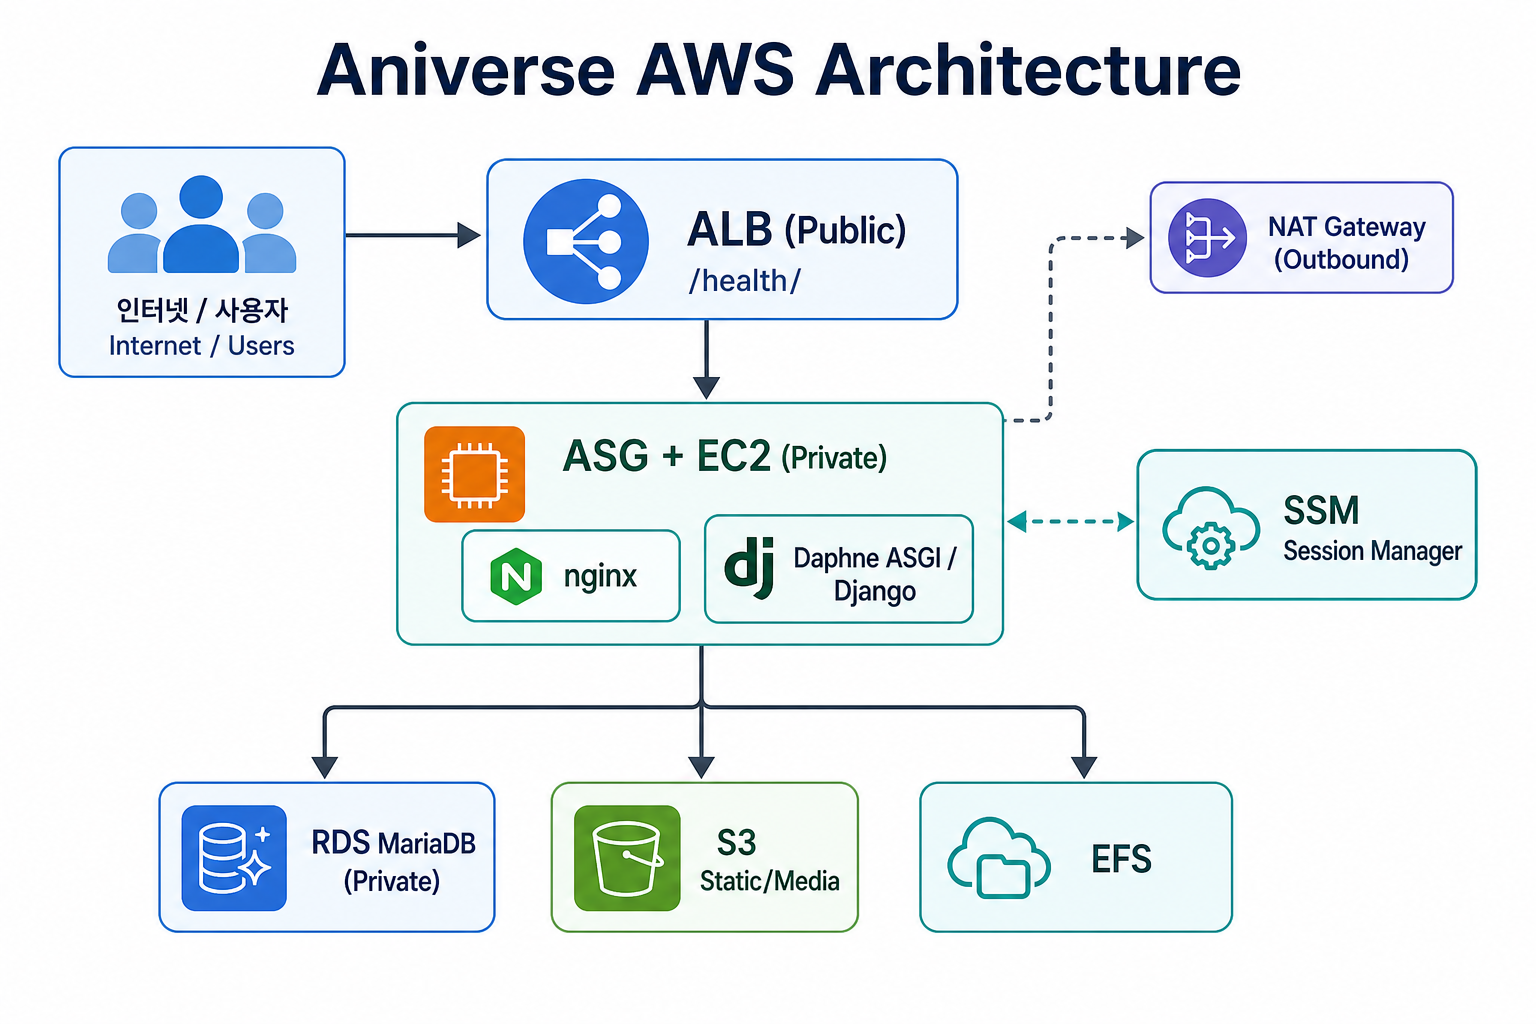 Aniverse AWS Architecture
인터넷 / 사용자
Internet / Users
ALB (Public)
/health/
NAT Gateway
(Outbound)
ASG + EC2 (Private)
nginx
dj
Daphne ASGI /
Django
SSM
Session Manager
RDS MariaDB
(Private)
S3
Static/Media
EFS